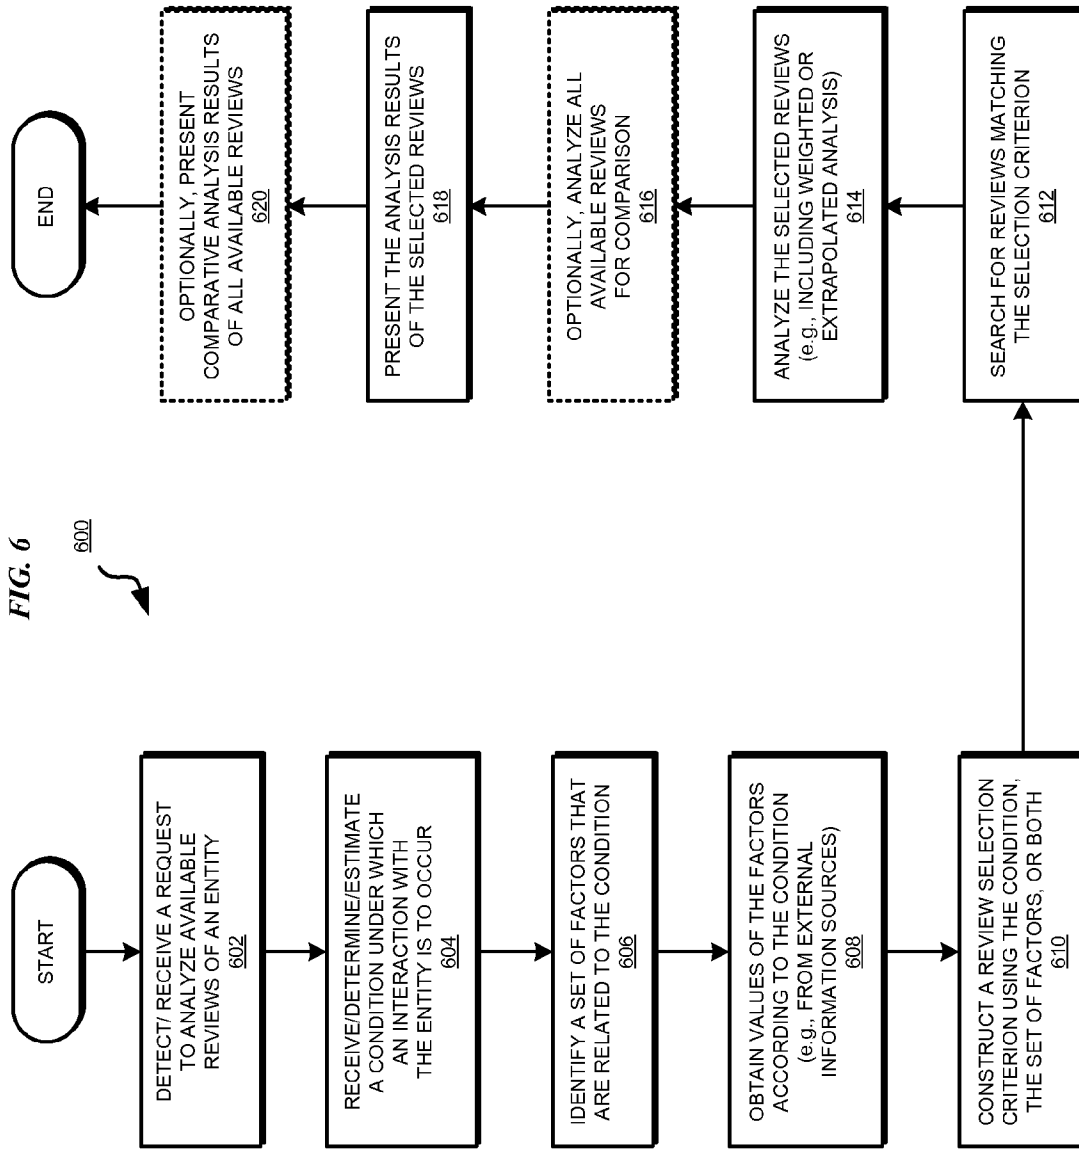 FIG. 6
600
START
DETECT/ RECEIVE A REQUEST
TO ANALYZE AVAILABLE
REVIEWS OF AN ENTITY
602
RECEIVE/DETERMINE/ESTIMATE
A CONDITION UNDER WHICH
AN INTERACTION WITH
THE ENTITY IS TO OCCUR
604
IDENTIFY A SET OF FACTORS THAT
ARE RELATED TO THE CONDITION
606
OBTAIN VALUES OF THE FACTORS
ACCORDING TO THE CONDITION
(e.g., FROM EXTERNAL
INFORMATION SOURCES)
608
CONSTRUCT A REVIEW SELECTION
CRITERION USING THE CONDITION,
THE SET OF FACTORS, OR BOTH
610
SEARCH FOR REVIEWS MATCHING
THE SELECTION CRITERION
612
ANALYZE THE SELECTED REVIEWS
(e.g., INCLUDING WEIGHTED OR
EXTRAPOLATED ANALYSIS)
614
OPTIONALLY, ANALYZE ALL
AVAILABLE REVIEWS
FOR COMPARISON
616
PRESENT THE ANALYSIS RESULTS
OF THE SELECTED REVIEWS
618
OPTIONALLY, PRESENT
COMPARATIVE ANALYSIS RESULTS
OF ALL AVAILABLE REVIEWS
620
END